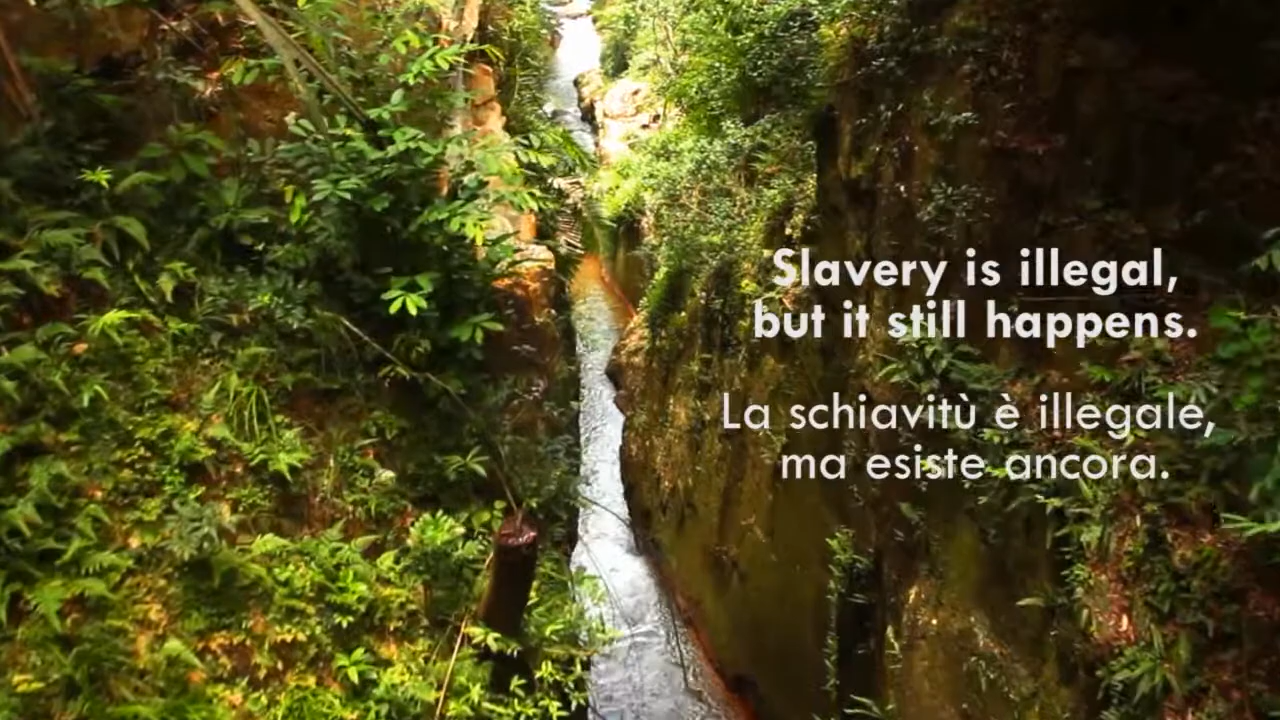 Slavery is illegal,
but it still happens.
La schiavitù è illegale,
ma esiste ancora.